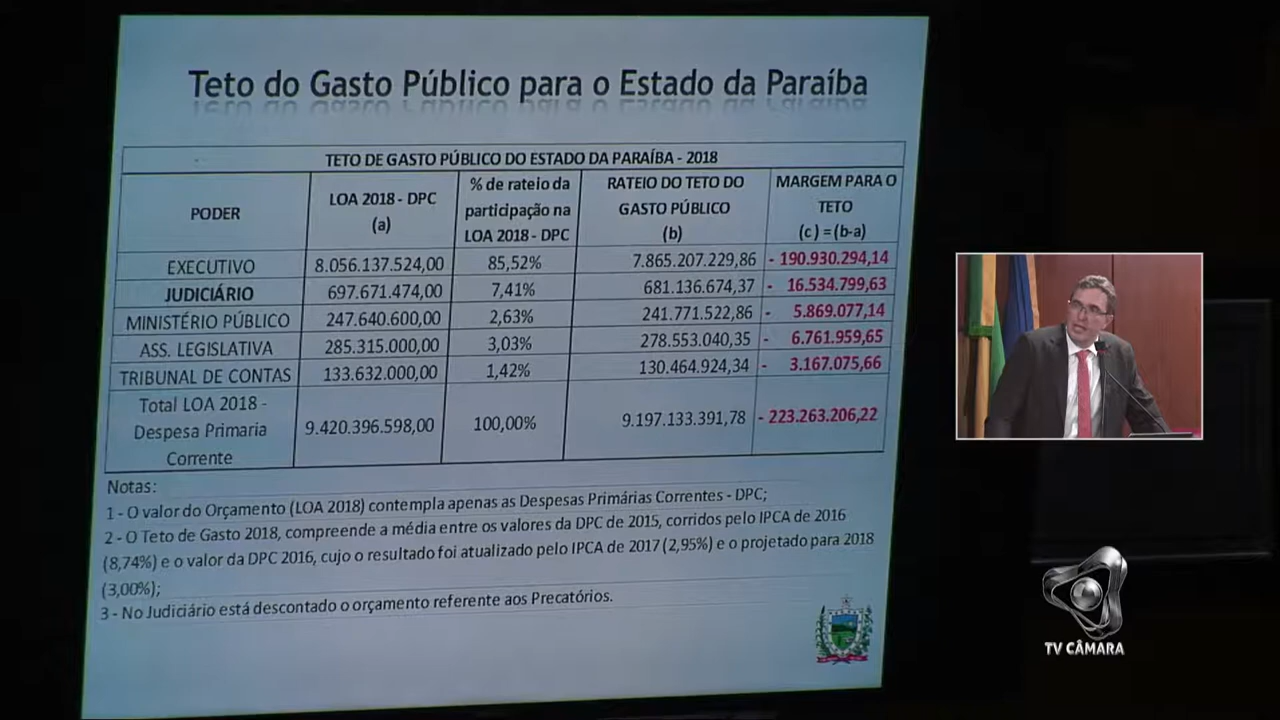 Teto do Gasto Público para o Estado da Paraíba
TETO DE GASTO PÚBLICO DO ESTADO DA PARAÍBA - 2018
PODER LOA 2018 - DPC (a) % de rateio da participação na LOA 2018 - DPC RATEIO DO TETO DO GASTO PÚBLICO (b) MARGEM PARA O TETO (c) =(b-a)
EXECUTIVO 8.056.137.524,00 85,52% 7.865.207.229,86 - 190.930.294,14
JUDICIÁRIO 697.671.474,00 7,41% 681.136.674,37 - 16.534.799,63
MINISTÉRIO PÚBLICO 247.640.600,00 2,63% 241.771.522,86 - 5.869.077,14
ASS. LEGISLATIVA 285.315.000,00 3,03% 278.553.040,35 - 6.761.959,65
TRIBUNAL DE CONTAS 133.632.000,00 1,42% 130.464.924,34 - 3.167.075,66
Total LOA 2018 - Despesa Primaria Corrente 9.420.396.598,00 100,00% 9.197.133.391,78 - 223.263.206,22
Notas:
1 - O valor do Orçamento (LOA 2018) contempla apenas as Despesas Primárias Correntes - DPC;
2 - O Teto de Gasto 2018, compreende a média entre os valores da DPC de 2015, corridos pelo IPCA de 2016
(8,74%) e o valor da DPC 2016, cujo o resultado foi atualizado pelo IPCA de 2017 (2,95%) e o projetado para 2018
(3,00%);
3 - No Judiciário está descontado o orçamento referente aos Precatórios.
TV CÂMARA